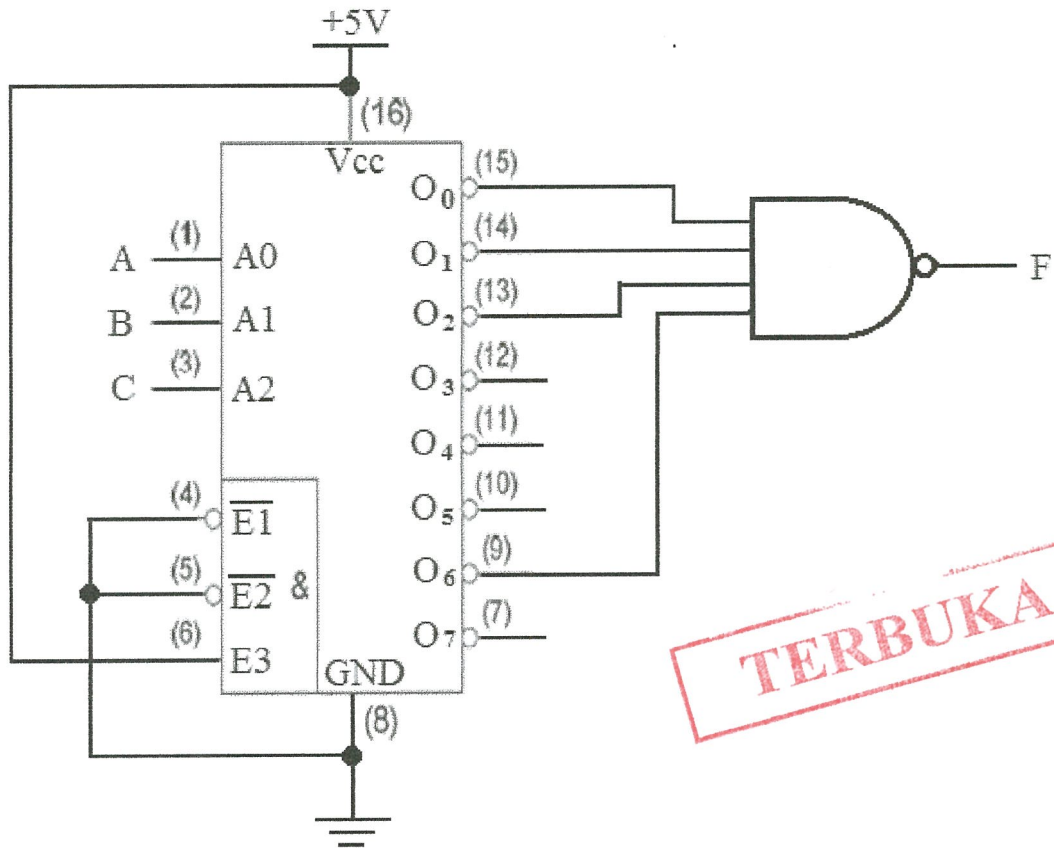 +5V
(16)
Vcc
(15)
O0
(14)
O1
(1)
A
A0
(13)
O2
(2)
B
A1
(12)
O3
(3)
C
A2
(11)
O4
(10)
O5
(4)
E1
(9)
O6
(5)
E2
&
(7)
O7
(6)
E3
GND
(8)
F
TERBUKA